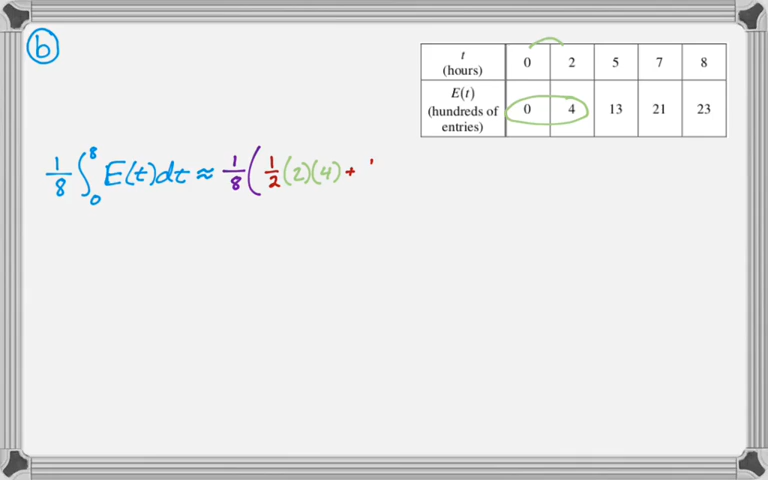 b
t 0 2 5 7 8
(hours)
E(t) 0 4 13 21 23
(hundreds of
entries)
1/8 ∫₀⁸ E(t)dt ≈ 1/8 ( 1/2 (2)(4) +